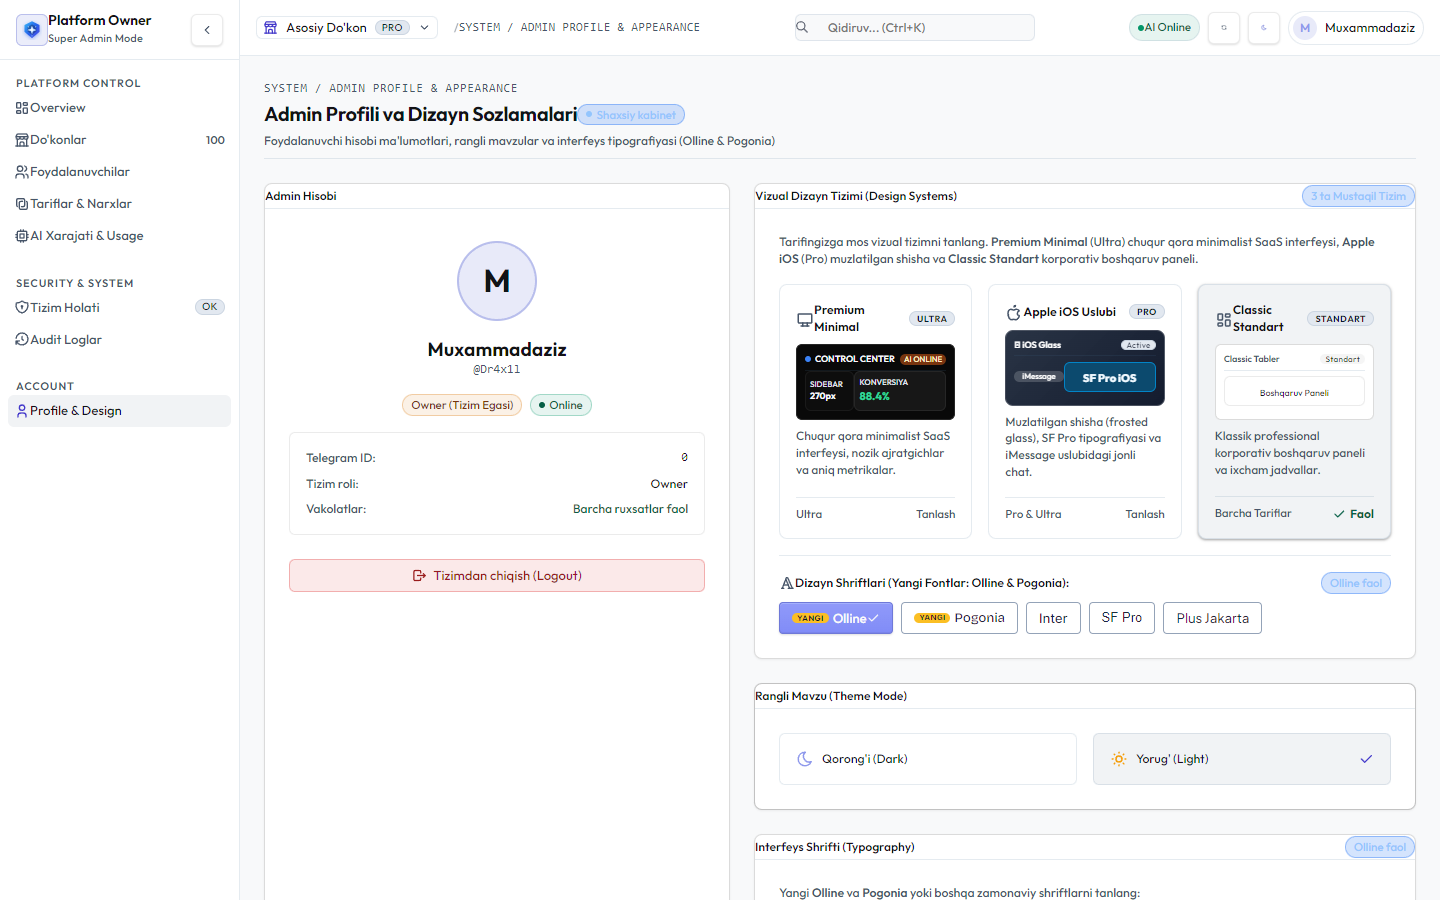 Platform Owner
Super Admin Mode
PLATFORM CONTROL
Overview
Do'konlar 100
Foydalanuvchilar
Tariflar & Narxlar
AI Xarajati & Usage
SECURITY & SYSTEM
Tizim Holati OK
Audit Loglar
ACCOUNT
Profile & Design
Asosiy Do'kon PRO
/SYSTEM / ADMIN PROFILE & APPEARANCE
Qidiruv... (Ctrl+K)
AI Online
M Muxammadaziz
SYSTEM / ADMIN PROFILE & APPEARANCE
Admin Profili va Dizayn Sozlamalari Shaxsiy kabinet
Foydalanuvchi hisobi ma'lumotlari, rangli mavzular va interfeys tipografiyasi (Olline & Pogonia)
Admin Hisobi
M
Muxammadaziz
@Dr4x11
Owner (Tizim Egasi) Online
Telegram ID: 0
Tizim roli: Owner
Vakolatlar: Barcha ruxsatlar faol
Tizimdan chiqish (Logout)
Vizual Dizayn Tizimi (Design Systems) 3 ta Mustaqil Tizim
Tarifingizga mos vizual tizimni tanlang. Premium Minimal (Ultra) chuqur qora minimalist SaaS interfeysi, Apple
iOS (Pro) muzlatilgan shisha va Classic Standart korporativ boshqaruv paneli.
Premium
Minimal
ULTRA
CONTROL CENTER AI ONLINE
SIDEBAR
270px
KONVERSIYA
88.4%
Chuqur qora minimalist SaaS
interfeysi, nozik ajratgichlar
va aniq metrikalar.
Ultra Tanlash
Apple iOS Uslubi PRO
iOS Glass Active
iMessage SF Pro iOS
Muzlatilgan shisha (frosted
glass), SF Pro tipografiyasi va
iMessage uslubidagi jonli
chat.
Pro & Ultra Tanlash
Classic
Standart
STANDART
Classic Tabler Standart
Boshqaruv Paneli
Klassik professional
korporativ boshqaruv paneli
va ixcham jadvallar.
Barcha Tariflar Faol
Dizayn Shriftlari (Yangi Fontlar: Olline & Pogonia): Olline faol
YANGI Olline
YANGI Pogonia
Inter
SF Pro
Plus Jakarta
Rangli Mavzu (Theme Mode)
Qorong'i (Dark)
Yorug' (Light)
Interfeys Shrifti (Typography) Olline faol
Yangi Olline va Pogonia yoki boshqa zamonaviy shriftlarni tanlang: